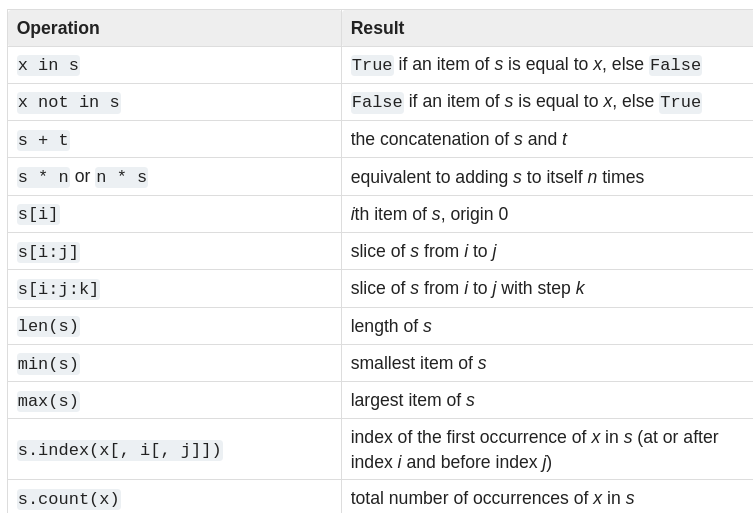 Operation Result
x in s True if an item of s is equal to x, else False
x not in s False if an item of s is equal to x, else True
s + t the concatenation of s and t
s * n or n * s equivalent to adding s to itself n times
s[i] ith item of s, origin 0
s[i:j] slice of s from i to j
s[i:j:k] slice of s from i to j with step k
len(s) length of s
min(s) smallest item of s
max(s) largest item of s
s.index(x[, i[, j]]) index of the first occurrence of x in s (at or after
index i and before index j)
s.count(x) total number of occurrences of x in s